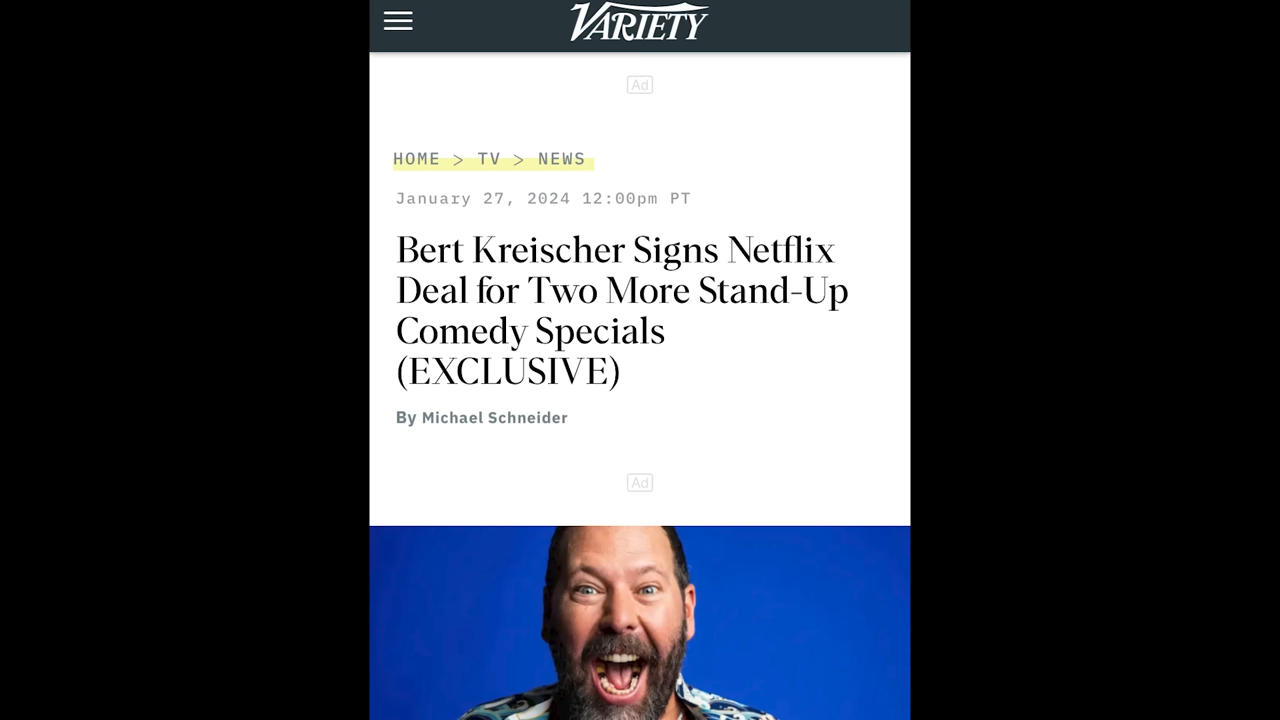 VARIETY
Ad
HOME > TV > NEWS
January 27, 2024 12:00pm PT
Bert Kreischer Signs Netflix
Deal for Two More Stand-Up
Comedy Specials
(EXCLUSIVE)
By Michael Schneider
Ad